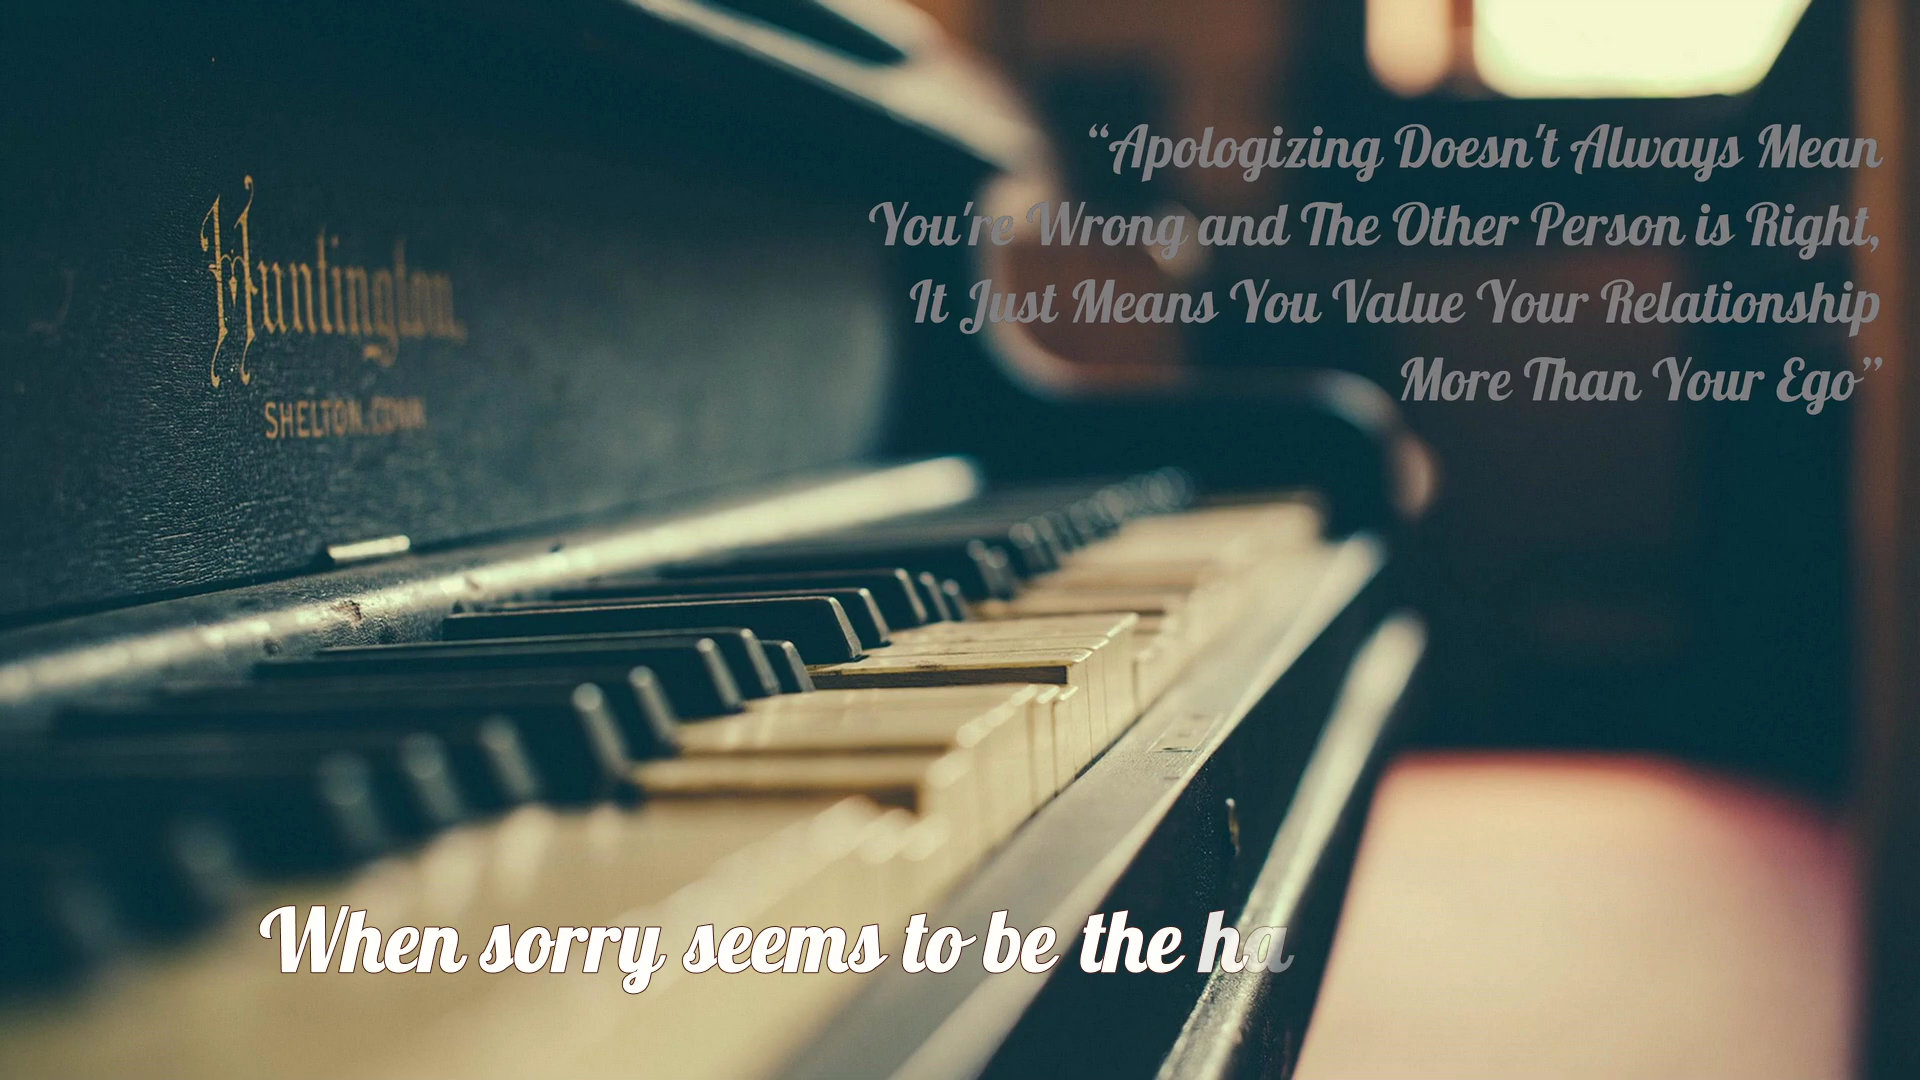 “Apologizing Doesn't Always Mean
You're Wrong and The Other Person is Right,
It Just Means You Value Your Relationship
More Than Your Ego”
Huntington
SHELTON, CONN.
When sorry seems to be the ha